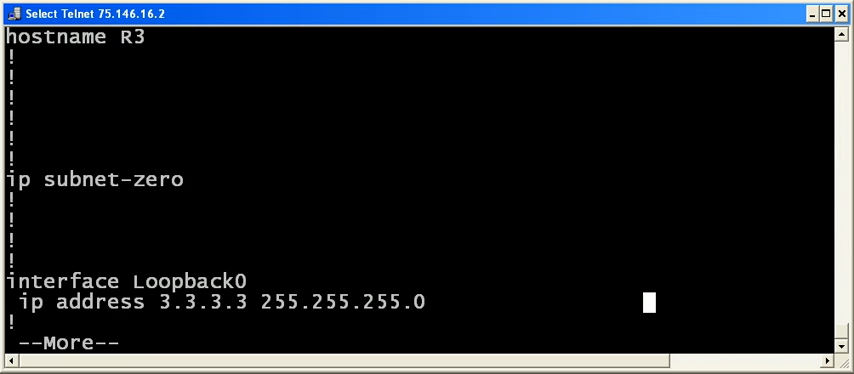 Select Telnet 75.146.16.2
hostname R3
!
!
!
!
!
!
ip subnet-zero
!
!
!
!
interface Loopback0
 ip address 3.3.3.3 255.255.255.0
!
 --More--